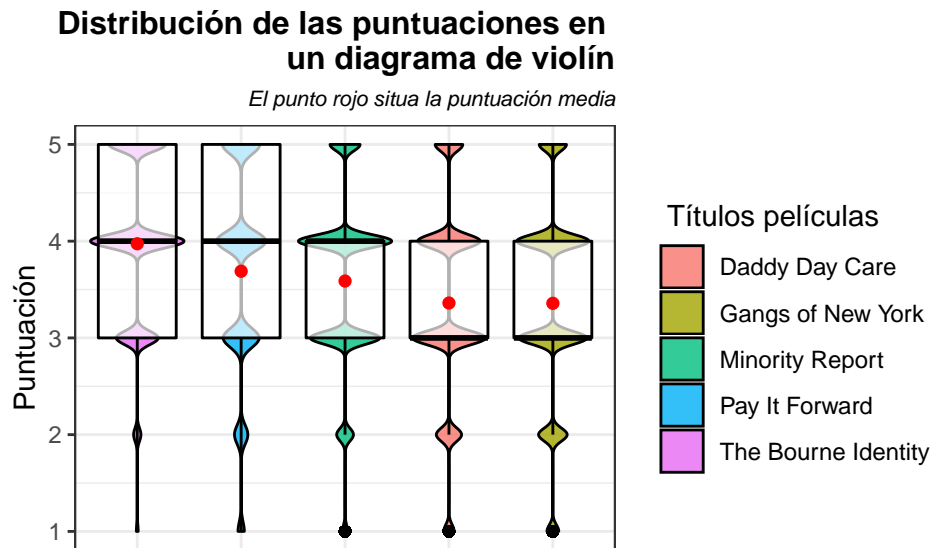 Distribución de las puntuaciones en
un diagrama de violín
El punto rojo situa la puntuación media
5
4
3
2
1
Puntuación
Títulos películas
Daddy Day Care
Gangs of New York
Minority Report
Pay It Forward
The Bourne Identity